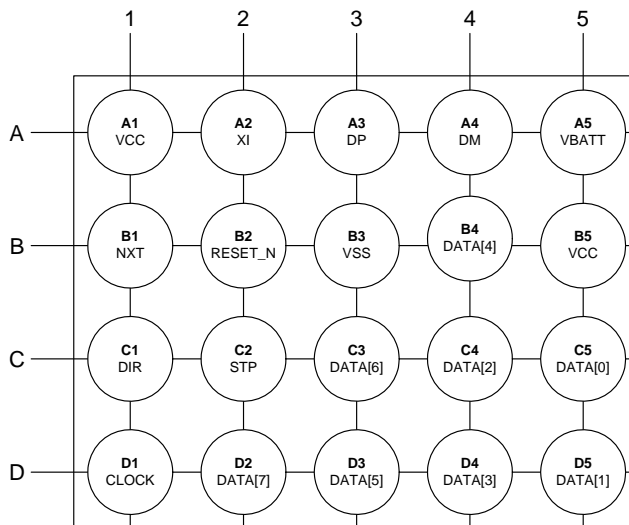 1 2 3 4 5
A
A1 A2 A3 A4 A5
VCC XI DP DM VBATT
B
B1 B2 B3 B4 B5
NXT RESET_N VSS DATA[4] VCC
C
C1 C2 C3 C4 C5
DIR STP DATA[6] DATA[2] DATA[0]
D
D1 D2 D3 D4 D5
CLOCK DATA[7] DATA[5] DATA[3] DATA[1]